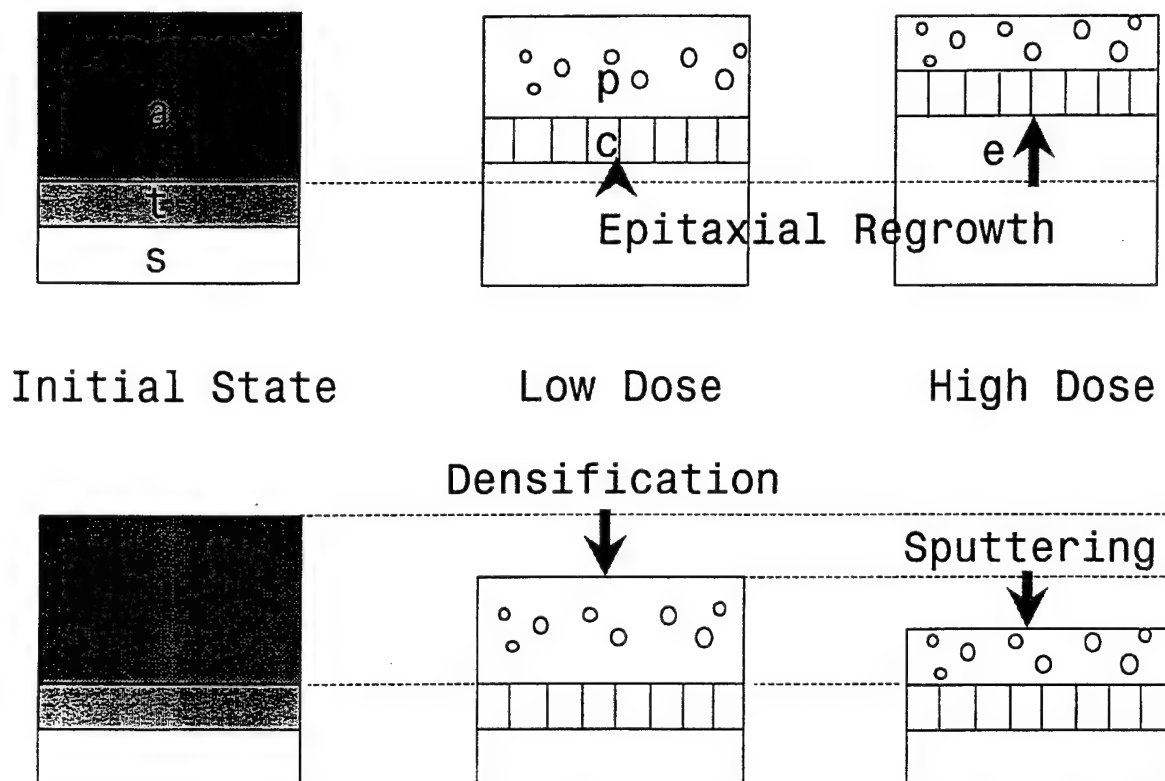 a
t
s
p
c
e
Epitaxial Regrowth
Initial State
Low Dose
High Dose
Densification
Sputtering